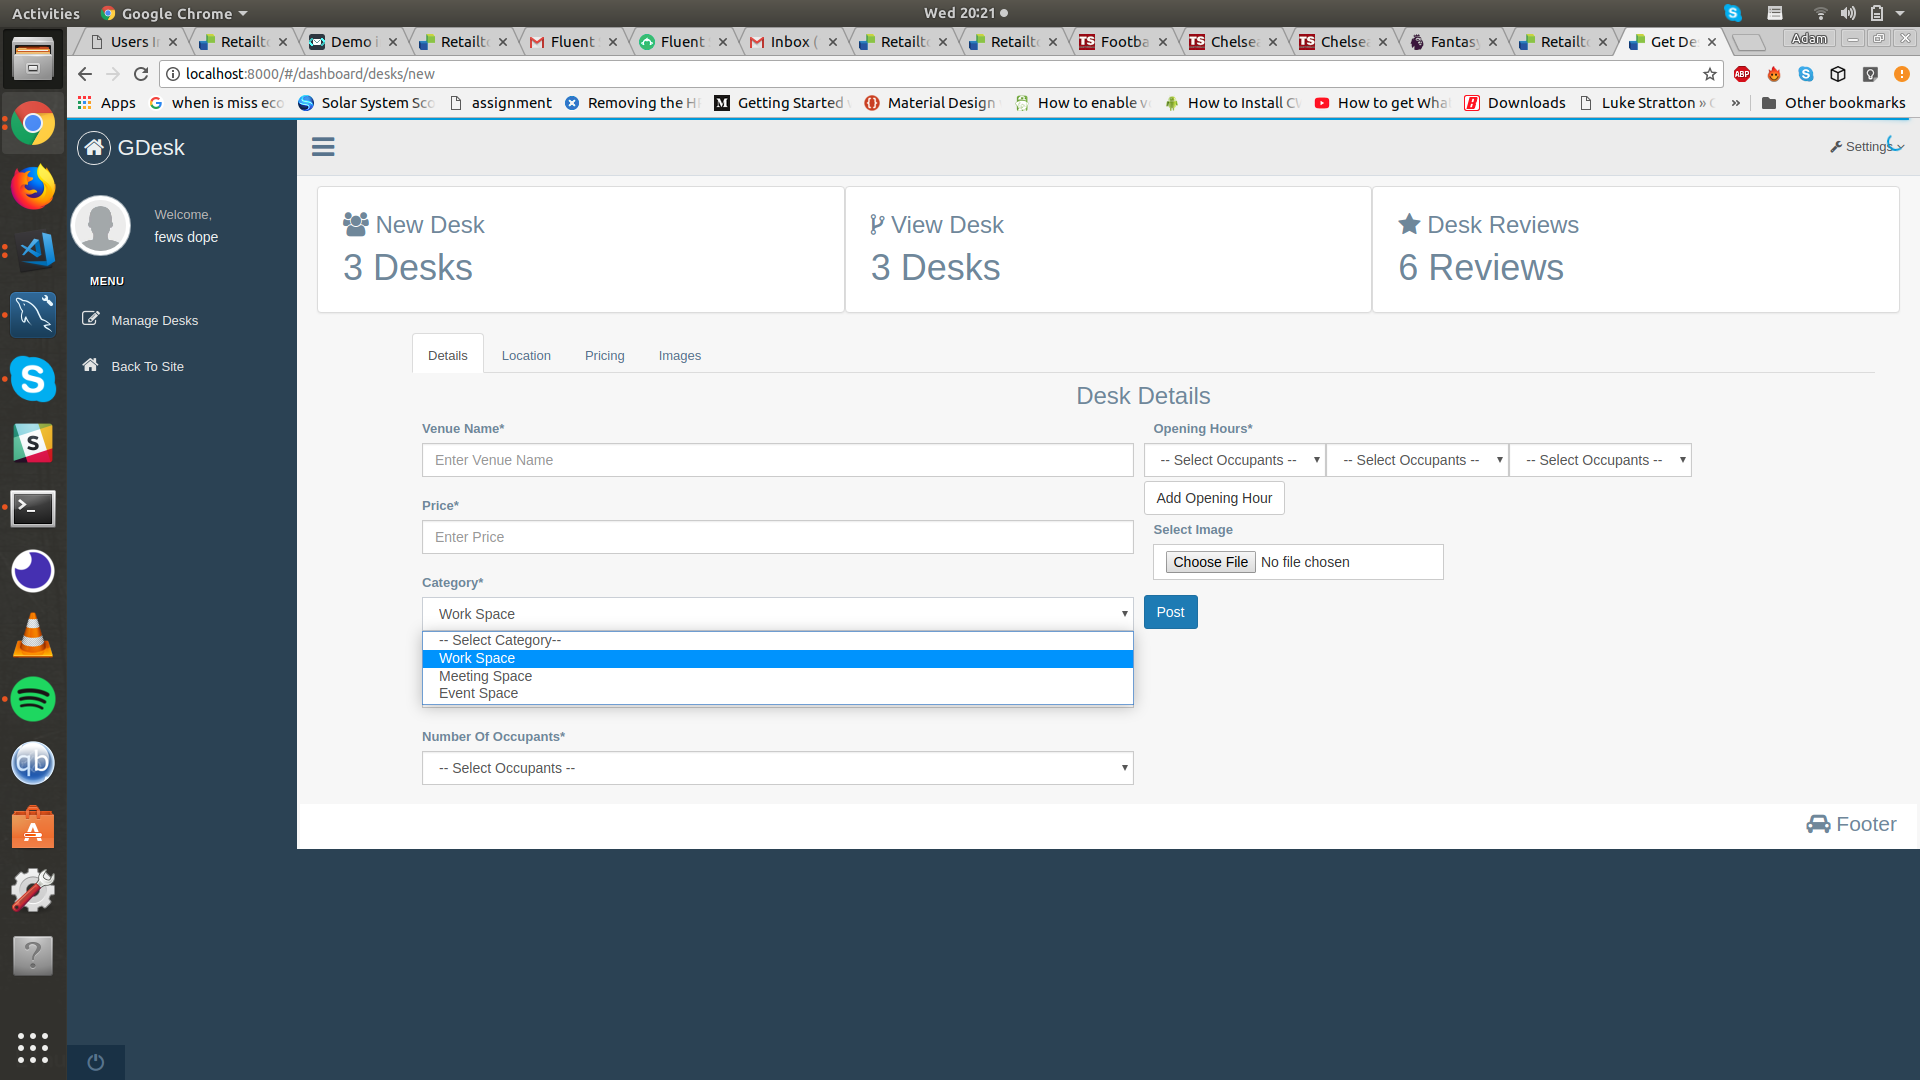 Activities
Google Chrome
Wed 20:21
Users I
Retailt
Demo i
Retailt
Fluent
Fluent
Inbox (
Retailt
Retailt
Footba
Chelsea
Chelsea
Fantasy
Retailt
Get De
Adam
localhost:8000/#/dashboard/desks/new
ABP
Apps
when is miss eco
Solar System Sco
assignment
Removing the H
Getting Started
Material Design
How to enable v
How to Install C
How to get Wha
Downloads
Luke Stratton »
»
Other bookmarks
GDesk
Settings
Welcome,
fews dope
MENU
Manage Desks
Back To Site
New Desk
3 Desks
View Desk
3 Desks
Desk Reviews
6 Reviews
Details
Location
Pricing
Images
Desk Details
Venue Name*
Enter Venue Name
Price*
Enter Price
Category*
Work Space
-- Select Category--
Work Space
Meeting Space
Event Space
Number Of Occupants*
-- Select Occupants --
Opening Hours*
-- Select Occupants --
-- Select Occupants --
-- Select Occupants --
Add Opening Hour
Select Image
Choose File No file chosen
Post
Footer